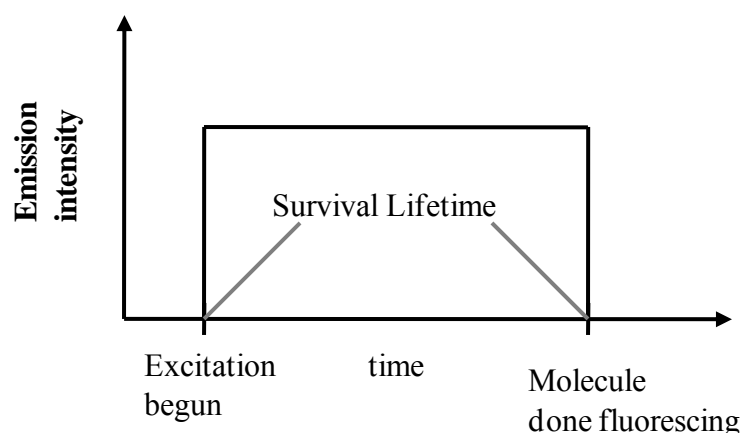 Emission
intensity
Survival Lifetime
Excitation
begun
time
Molecule
done fluorescing